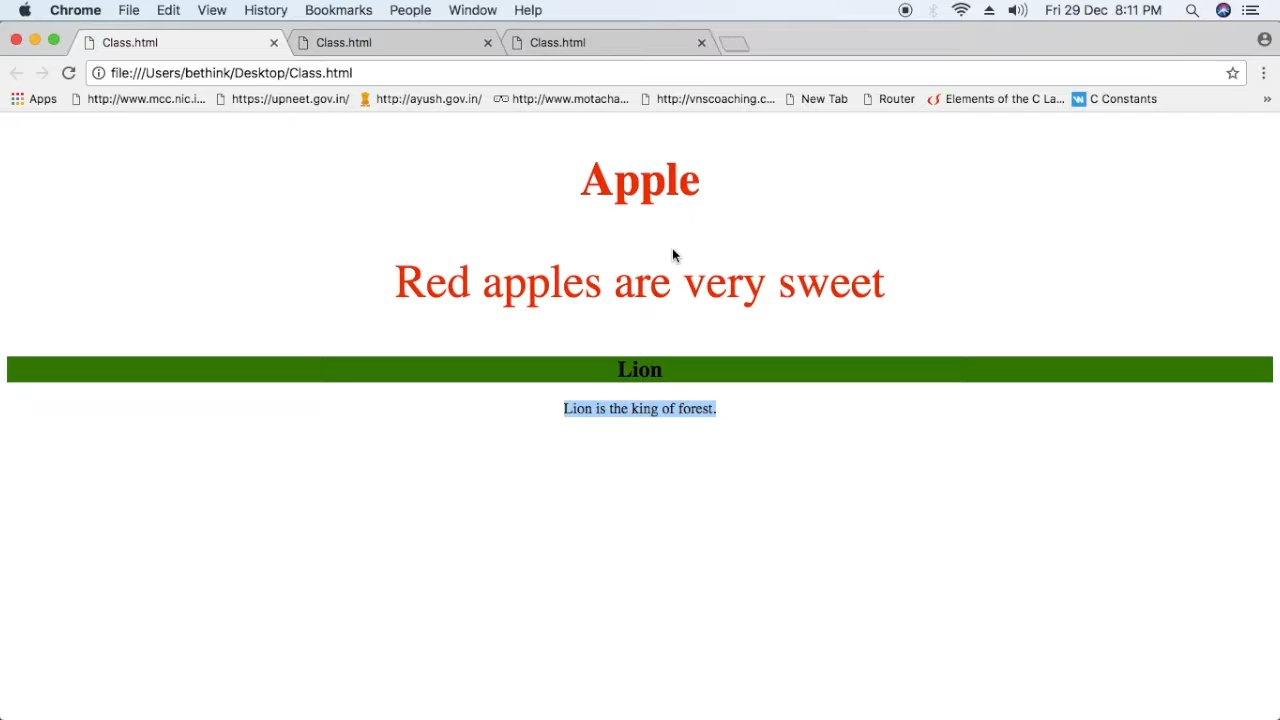 Chrome File Edit View History Bookmarks People Window Help Fri 29 Dec 8:11 PM
Class.html Class.html Class.html
file:///Users/bethink/Desktop/Class.html
Apps http://www.mcc.nic.i... https://upneet.gov.in/ http://ayush.gov.in/ http://www.motacha... http://vnscoaching.c... New Tab Router Elements of the C La... C Constants »
Apple
Red apples are very sweet
Lion
Lion is the king of forest.